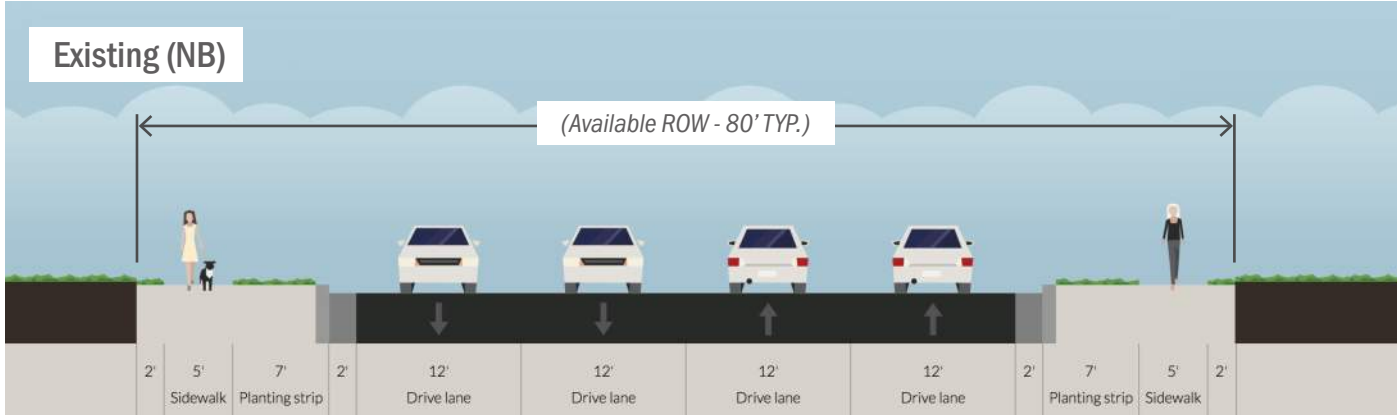 Existing (NB)
(Available ROW - 80' TYP.)
2' 5' 7' 2' 12' 12' 12' 12' 2' 7' 5' 2'
Sidewalk Planting strip Drive lane Drive lane Drive lane Drive lane Planting strip Sidewalk